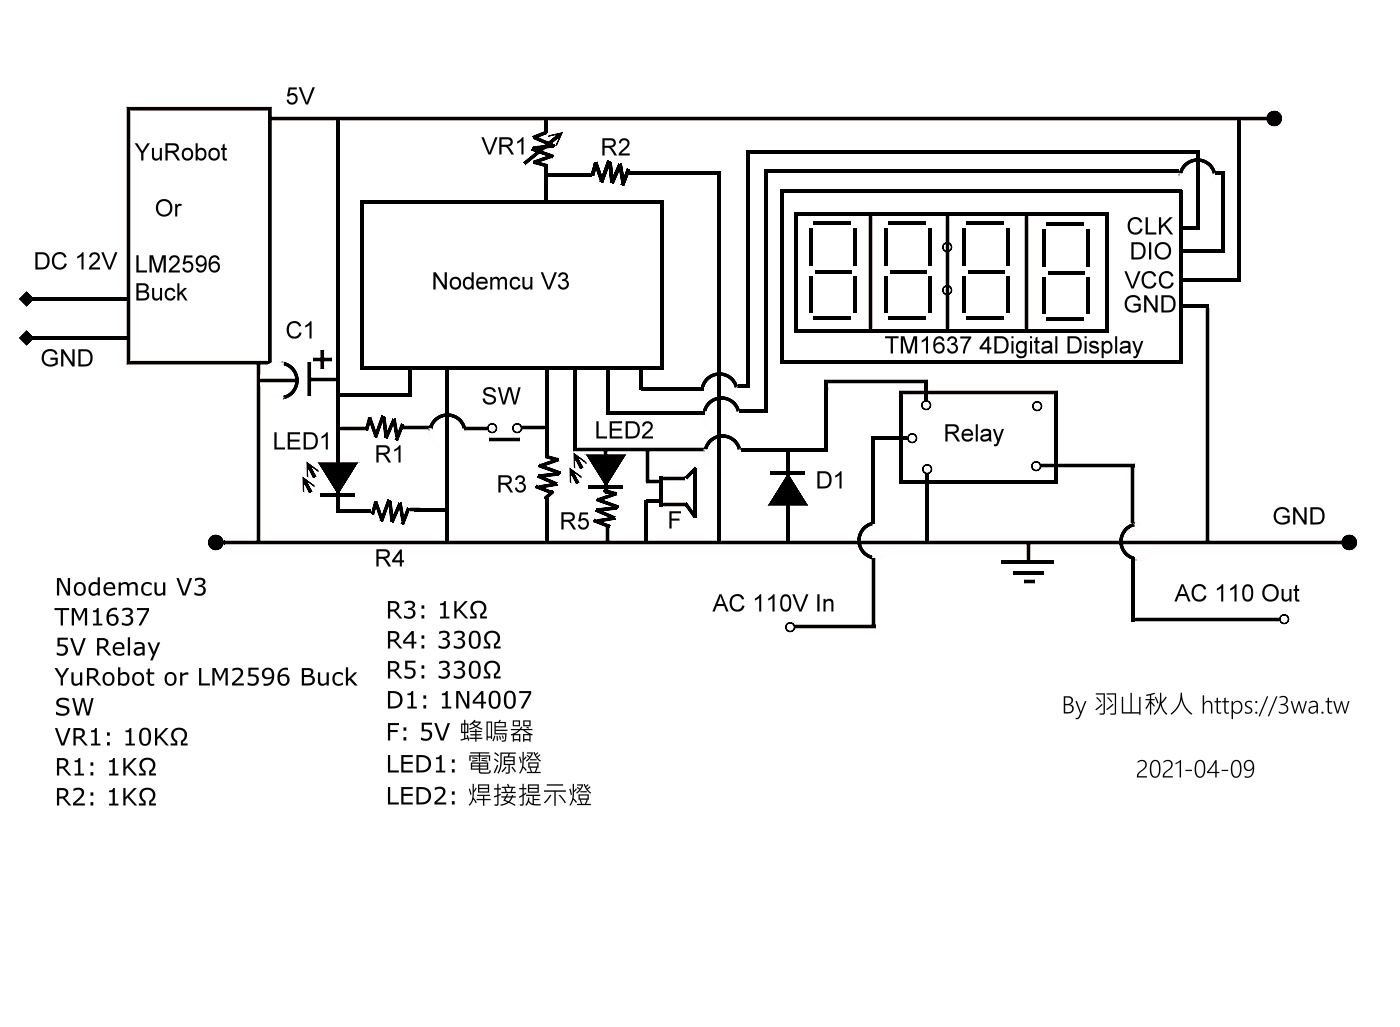 5V
YuRobot
Or
LM2596
Buck
DC 12V
GND
C1
+
VR1
R2
Nodemcu V3
CLK
DIO
VCC
GND
TM1637 4Digital Display
SW
LED1
R1
LED2
R3
R5
F
D1
Relay
R4
GND
AC 110V In
AC 110 Out
Nodemcu V3
TM1637
5V Relay
YuRobot or LM2596 Buck
SW
VR1: 10KΩ
R1: 1KΩ
R2: 1KΩ
R3: 1KΩ
R4: 330Ω
R5: 330Ω
D1: 1N4007
F: 5V 蜂嗚器
LED1: 電源燈
LED2: 焊接提示燈
By 羽山秋人 https://3wa.tw
2021-04-09